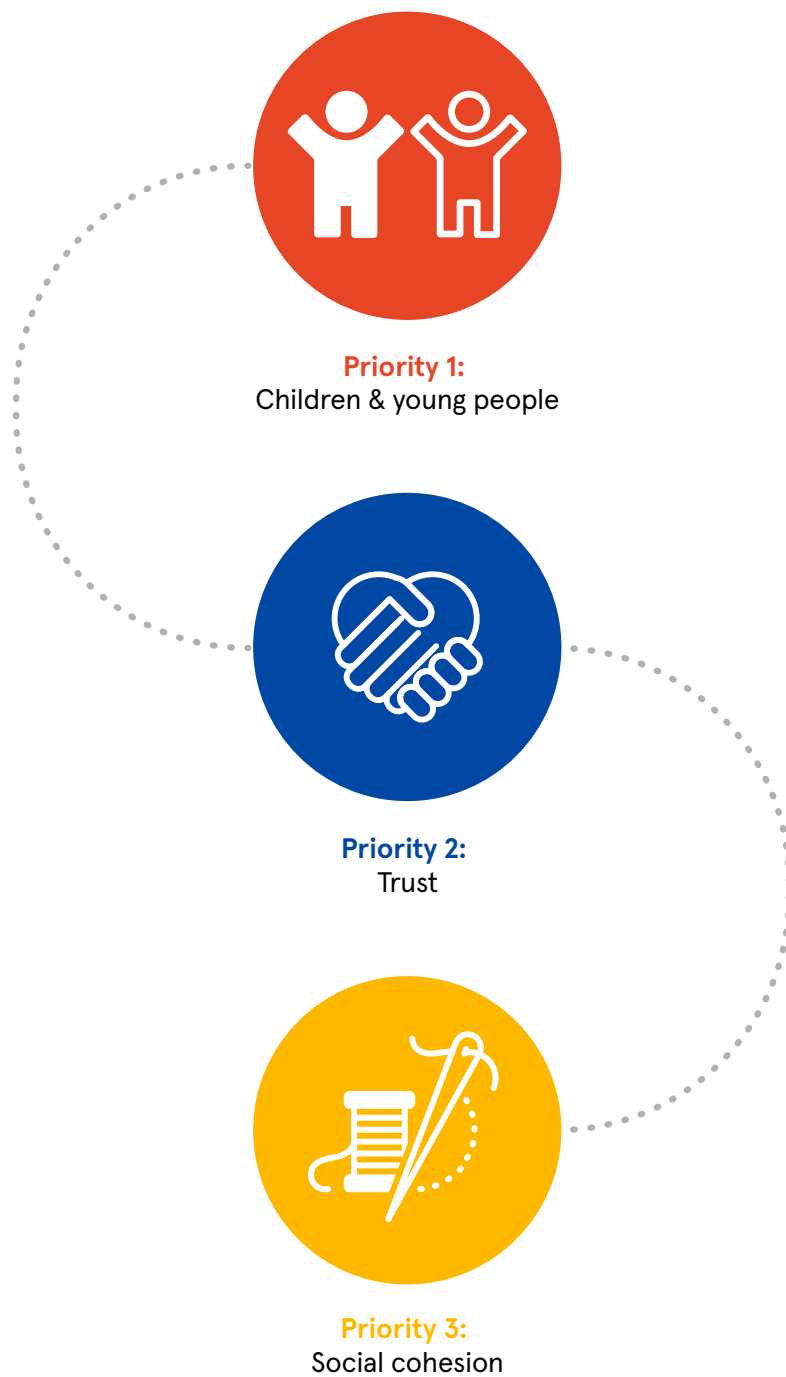 Priority 1:
Children & young people
Priority 2:
Trust
Priority 3:
Social cohesion